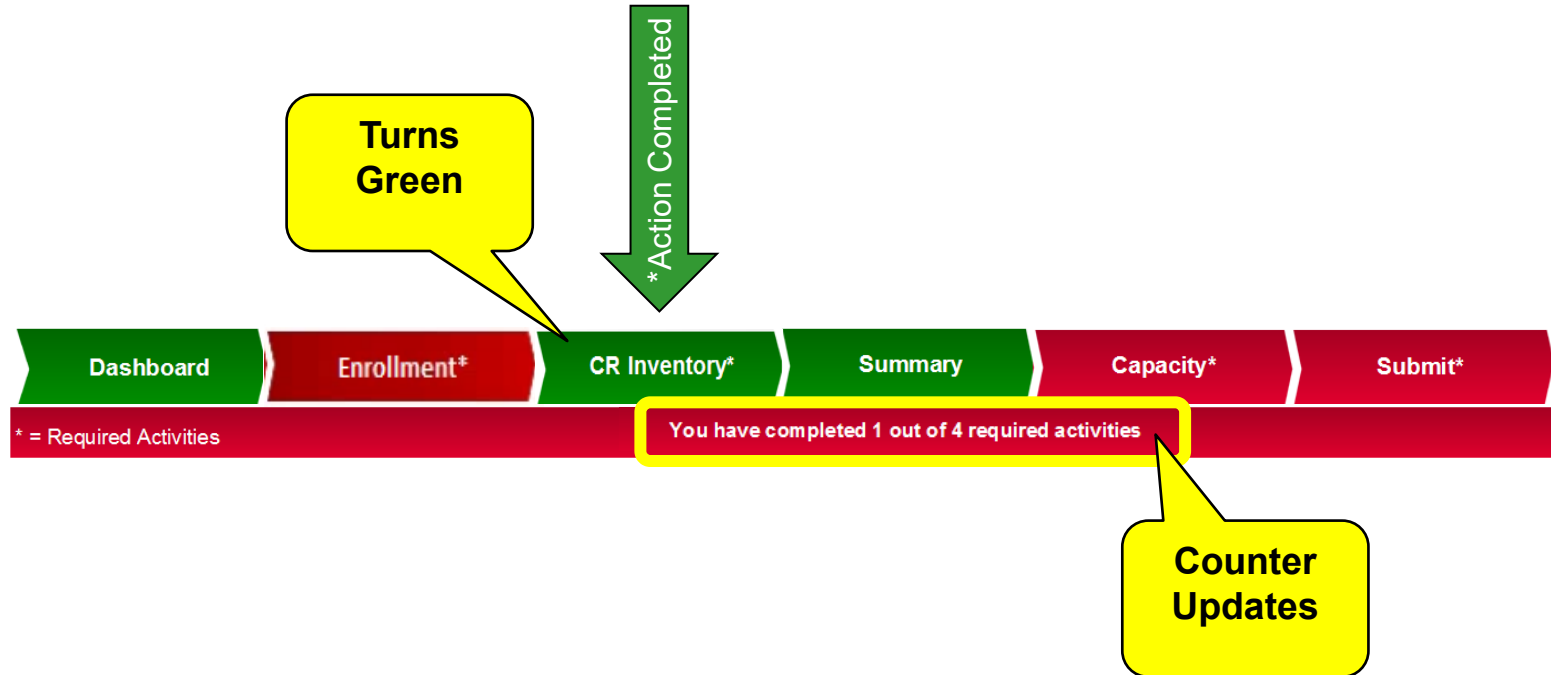 *Action Completed
Turns
Green
Dashboard
Enrollment*
CR Inventory*
Summary
Capacity*
Submit*
* = Required Activities
You have completed 1 out of 4 required activities
Counter
Updates